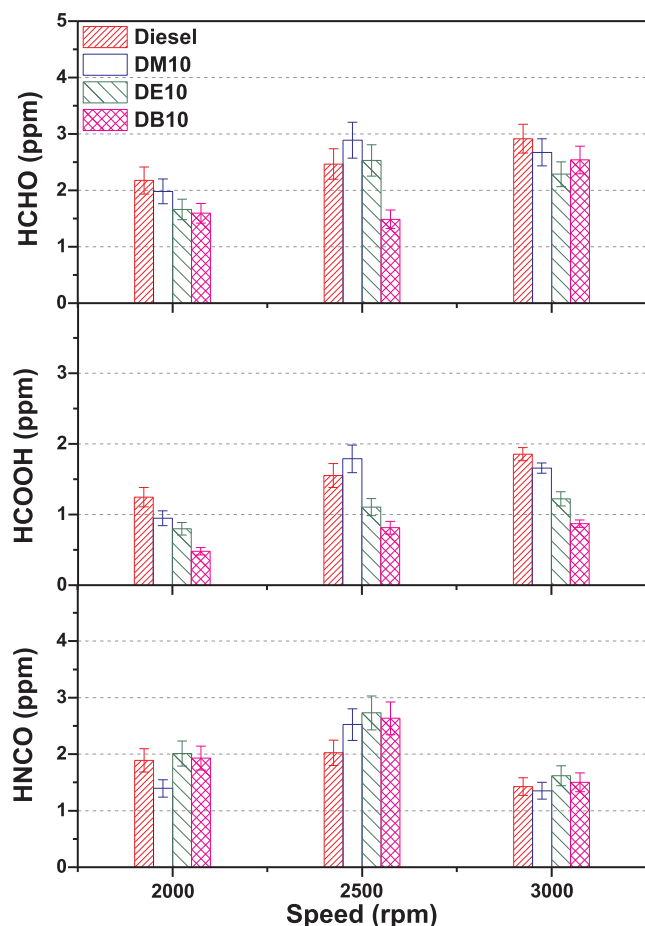 5
4
3
2
1
0
HCHO (ppm)
Diesel
DM10
DE10
DB10
3
2
1
0
HCOOH (ppm)
4
3
2
1
0
HNCO (ppm)
2000 2500 3000
Speed (rpm)